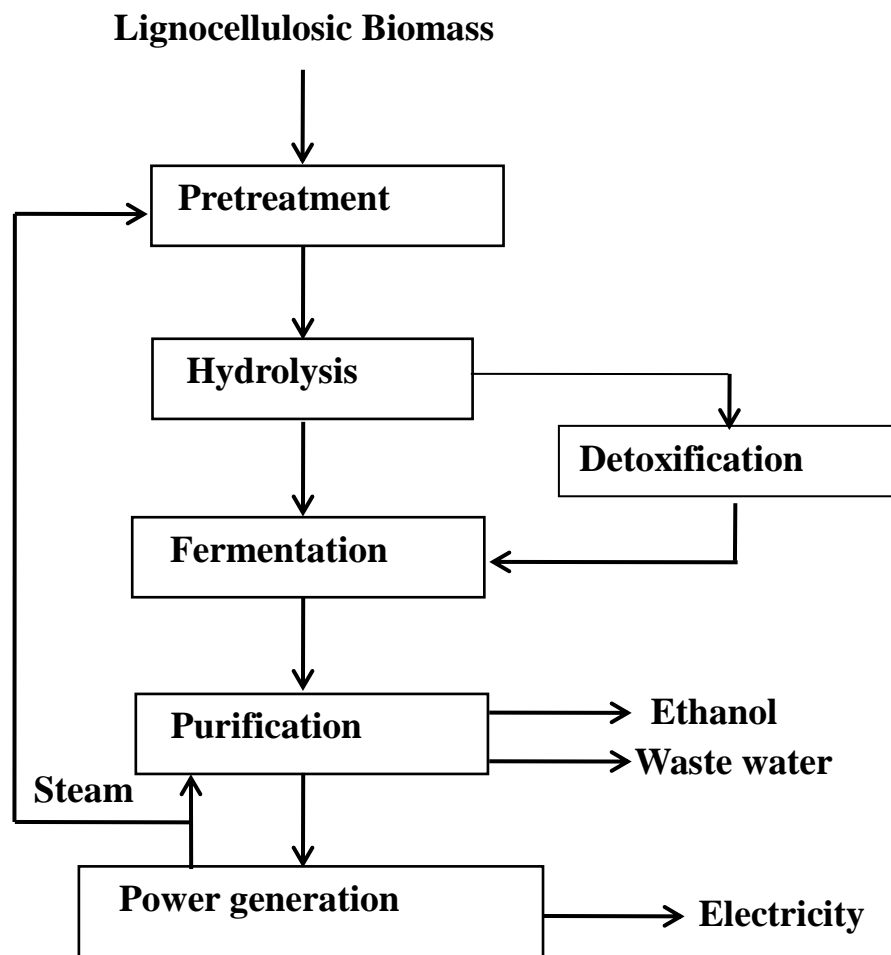 Lignocellulosic Biomass
Pretreatment
Hydrolysis
Detoxification
Fermentation
Purification
Ethanol
Waste water
Steam
Power generation
Electricity